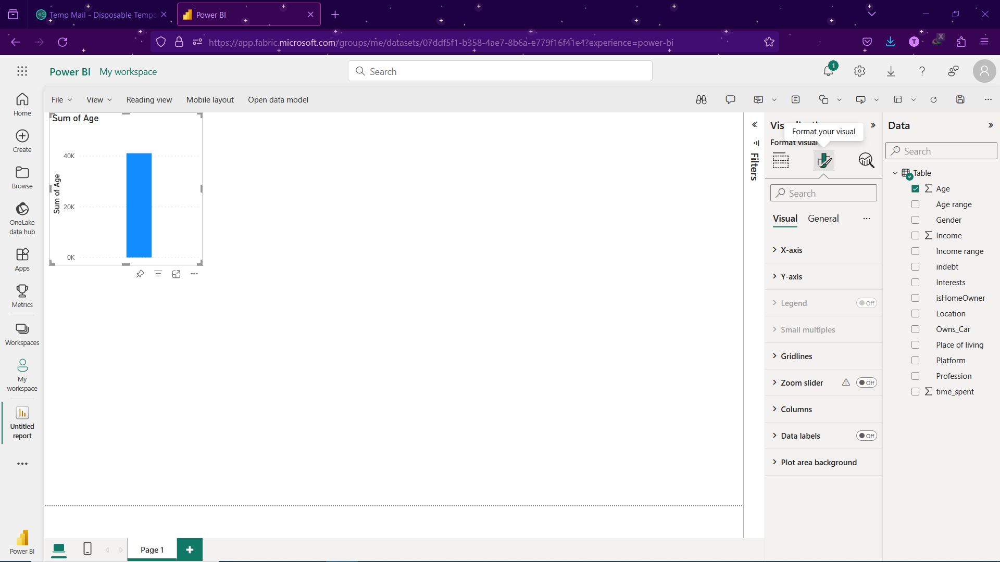 Temp Mail - Disposable Tempo
Power BI
https://app.fabric.microsoft.com/groups/me/datasets/07ddf5f1-b358-4ae7-8b6a-e779f16f41e4?experience=power-bi
Power BI
My workspace
Search
1
File
View
Reading view
Mobile layout
Open data model
Home
Create
Browse
OneLake
data hub
Apps
Metrics
Workspaces
My
workspace
Untitled
report
Power BI
Sum of Age
Sum of Age
40K
20K
0K
Filters
Format your visual
Format visual
Search
Visual
General
X-axis
Y-axis
Legend
Off
Small multiples
Gridlines
Zoom slider
Off
Columns
Data labels
Off
Plot area background
Data
Search
Table
Age
Age range
Gender
Income
Income range
indebt
Interests
isHomeOwner
Location
Owns_Car
Place of living
Platform
Profession
time_spent
Page 1